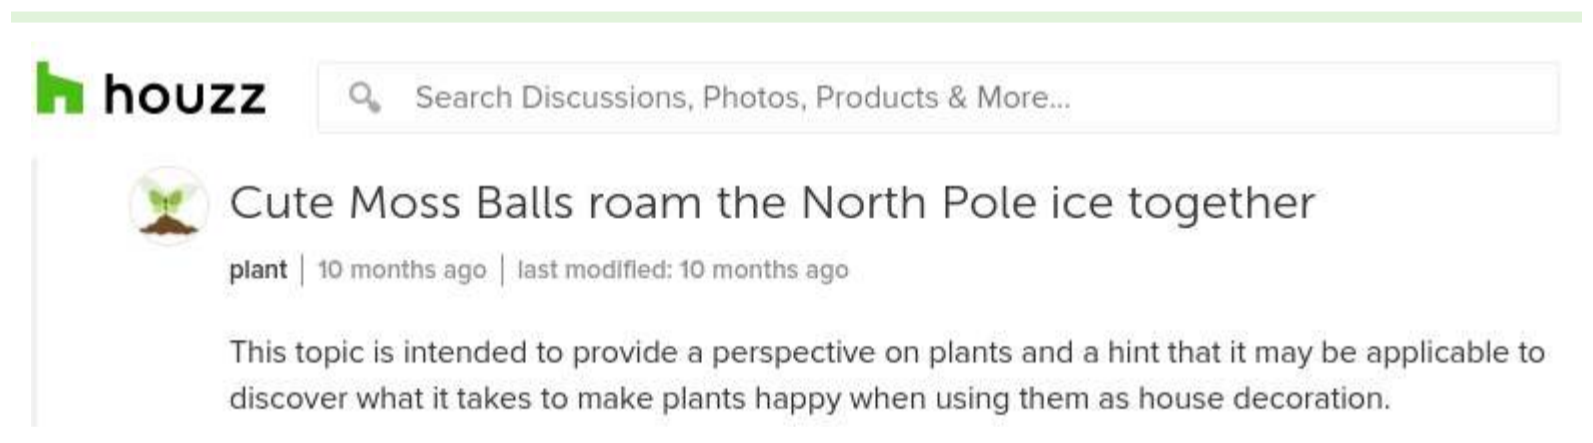 houzz
Search Discussions, Photos, Products & More...
Cute Moss Balls roam the North Pole ice together
plant | 10 months ago | last modified: 10 months ago
This topic is intended to provide a perspective on plants and a hint that it may be applicable to
discover what it takes to make plants happy when using them as house decoration.